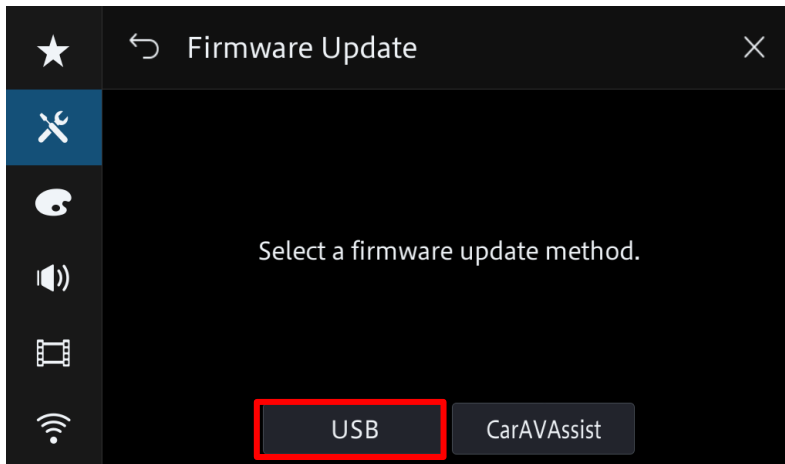 Firmware Update
Select a firmware update method.
USB
CarAVAssist